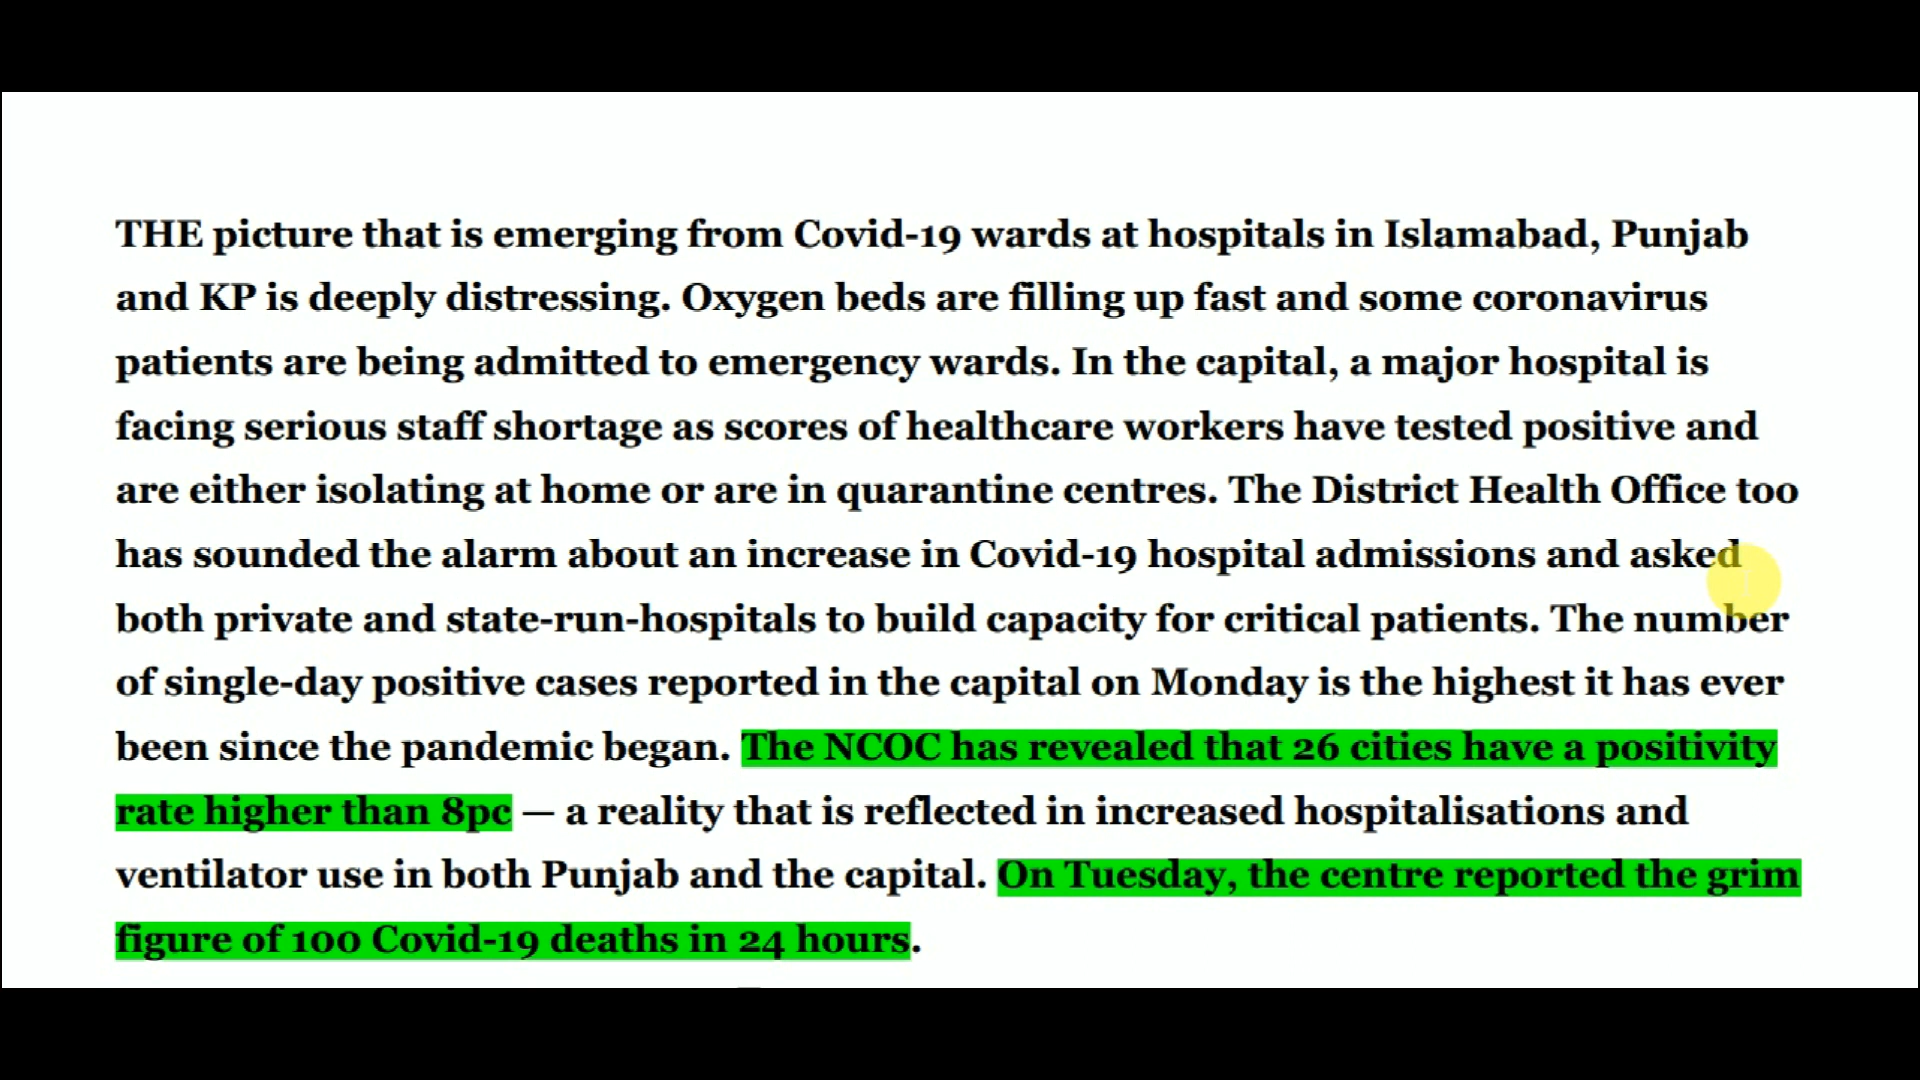 THE picture that is emerging from Covid-19 wards at hospitals in Islamabad, Punjab
and KP is deeply distressing. Oxygen beds are filling up fast and some coronavirus
patients are being admitted to emergency wards. In the capital, a major hospital is
facing serious staff shortage as scores of healthcare workers have tested positive and
are either isolating at home or are in quarantine centres. The District Health Office too
has sounded the alarm about an increase in Covid-19 hospital admissions and asked
both private and state-run-hospitals to build capacity for critical patients. The number
of single-day positive cases reported in the capital on Monday is the highest it has ever
been since the pandemic began. The NCOC has revealed that 26 cities have a positivity
rate higher than 8pc — a reality that is reflected in increased hospitalisations and
ventilator use in both Punjab and the capital. On Tuesday, the centre reported the grim
figure of 100 Covid-19 deaths in 24 hours.